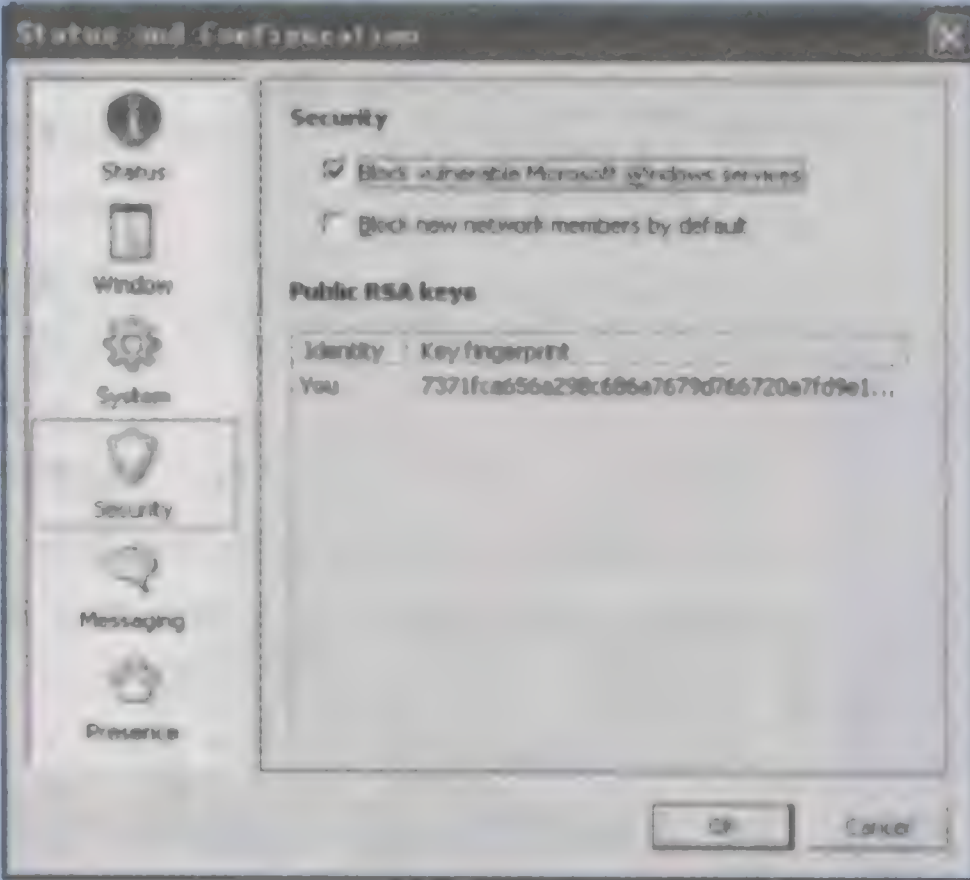 Status and Configuration
Status
Window
System
Security
Messaging
Presence
Security
Block vulnerable Microsoft Windows services
Block new network members by default
Public RSA keys
Identity Key fingerprint
You 7371fca656a298c686a7679d766720a7fd9e1...
OK Cancel